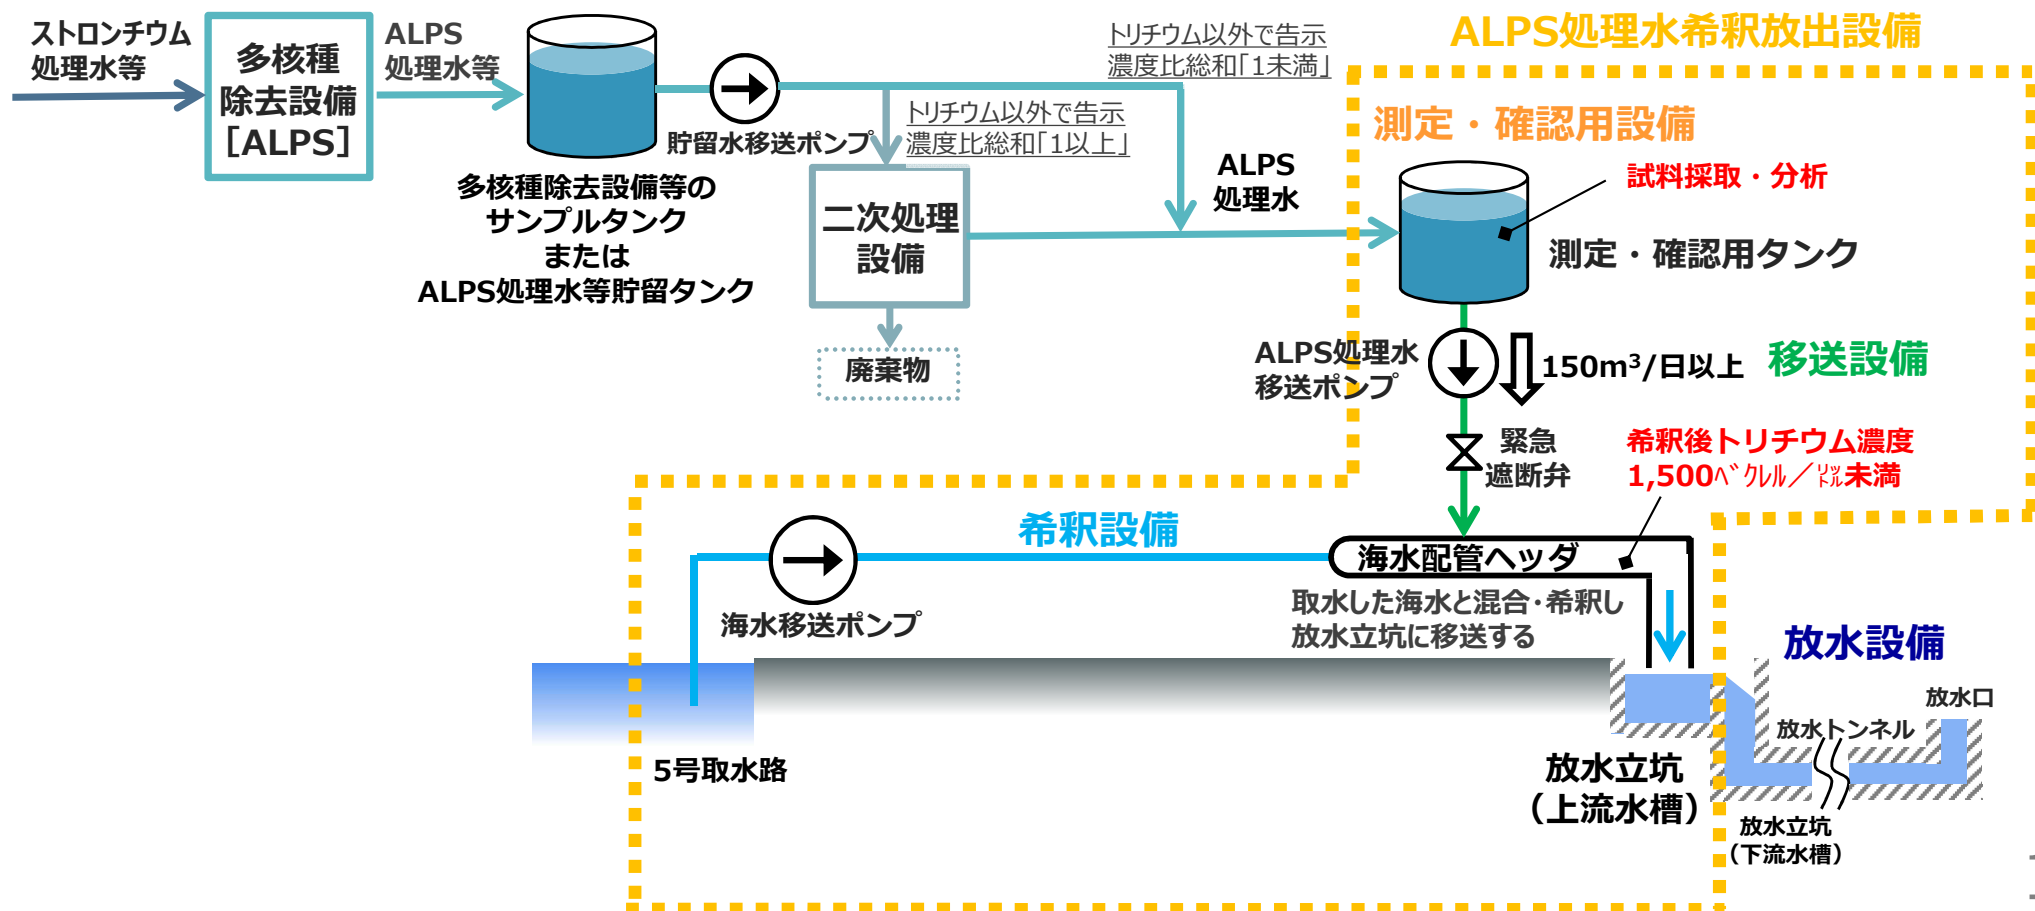 ストロンチウム
処理水等
多核種
除去設備
[ALPS]
ALPS
処理水等
貯留水移送ポンプ
多核種除去設備等の
サンプルタンク
または
ALPS処理水等貯留タンク
トリチウム以外で告示
濃度比総和「1未満」
トリチウム以外で告示
濃度比総和「1以上」
二次処理
設備
廃棄物
ALPS
処理水
ALPS処理水希釈放出設備
測定・確認用設備
試料採取・分析
測定・確認用タンク
ALPS処理水
移送ポンプ
150m³/日以上
移送設備
緊急
遮断弁
希釈後トリチウム濃度
1,500ベクレル／リットル未満
希釈設備
海水配管ヘッダ
海水移送ポンプ
取水した海水と混合・希釈し
放水立坑に移送する
放水設備
放水口
放水トンネル
5号取水路
放水立坑
（上流水槽）
放水立坑
（下流水槽）